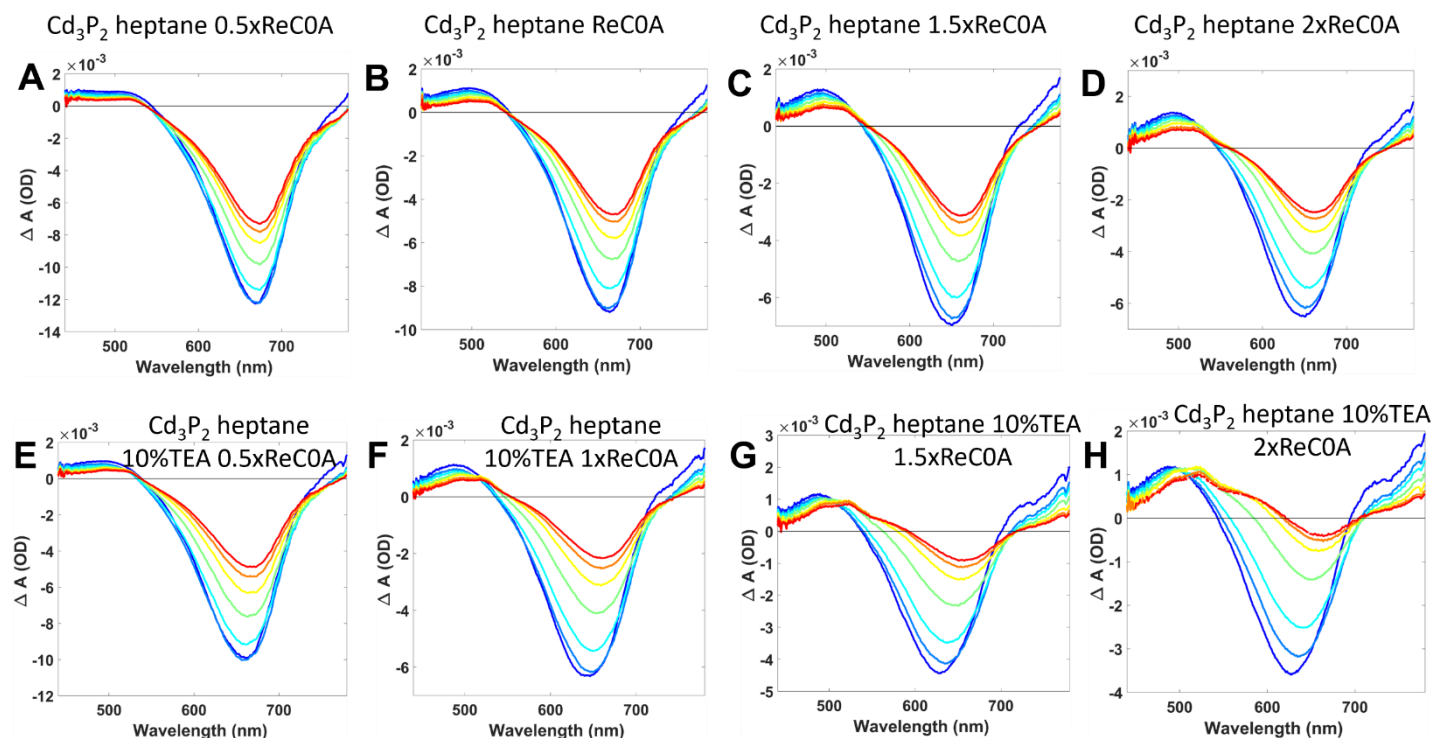 Cd₃P₂ heptane 0.5xReC0A
Cd₃P₂ heptane ReC0A
Cd₃P₂ heptane 1.5xReC0A
Cd₃P₂ heptane 2xReC0A
A
×10⁻³
2
0
-2
-4
-6
-8
-10
-12
-14
Δ A (OD)
500 600 700
Wavelength (nm)
B
×10⁻³
2
0
-2
-4
-6
-8
-10
Δ A (OD)
500 600 700
Wavelength (nm)
C
×10⁻³
2
0
-2
-4
-6
Δ A (OD)
500 600 700
Wavelength (nm)
D
×10⁻³
2
0
-2
-4
-6
Δ A (OD)
500 600 700
Wavelength (nm)
E
Cd₃P₂ heptane
10%TEA 0.5xReC0A
×10⁻³
2
0
-2
-4
-6
-8
-10
-12
Δ A (OD)
500 600 700
Wavelength (nm)
F
Cd₃P₂ heptane
10%TEA 1xReC0A
×10⁻³
2
0
-2
-4
-6
Δ A (OD)
500 600 700
Wavelength (nm)
G
Cd₃P₂ heptane 10%TEA
1.5xReC0A
×10⁻³
3
2
1
0
-1
-2
-3
-4
-5
Δ A (OD)
500 600 700
Wavelength (nm)
H
Cd₃P₂ heptane 10%TEA
2xReC0A
×10⁻³
2
1
0
-1
-2
-3
-4
Δ A (OD)
500 600 700
Wavelength (nm)